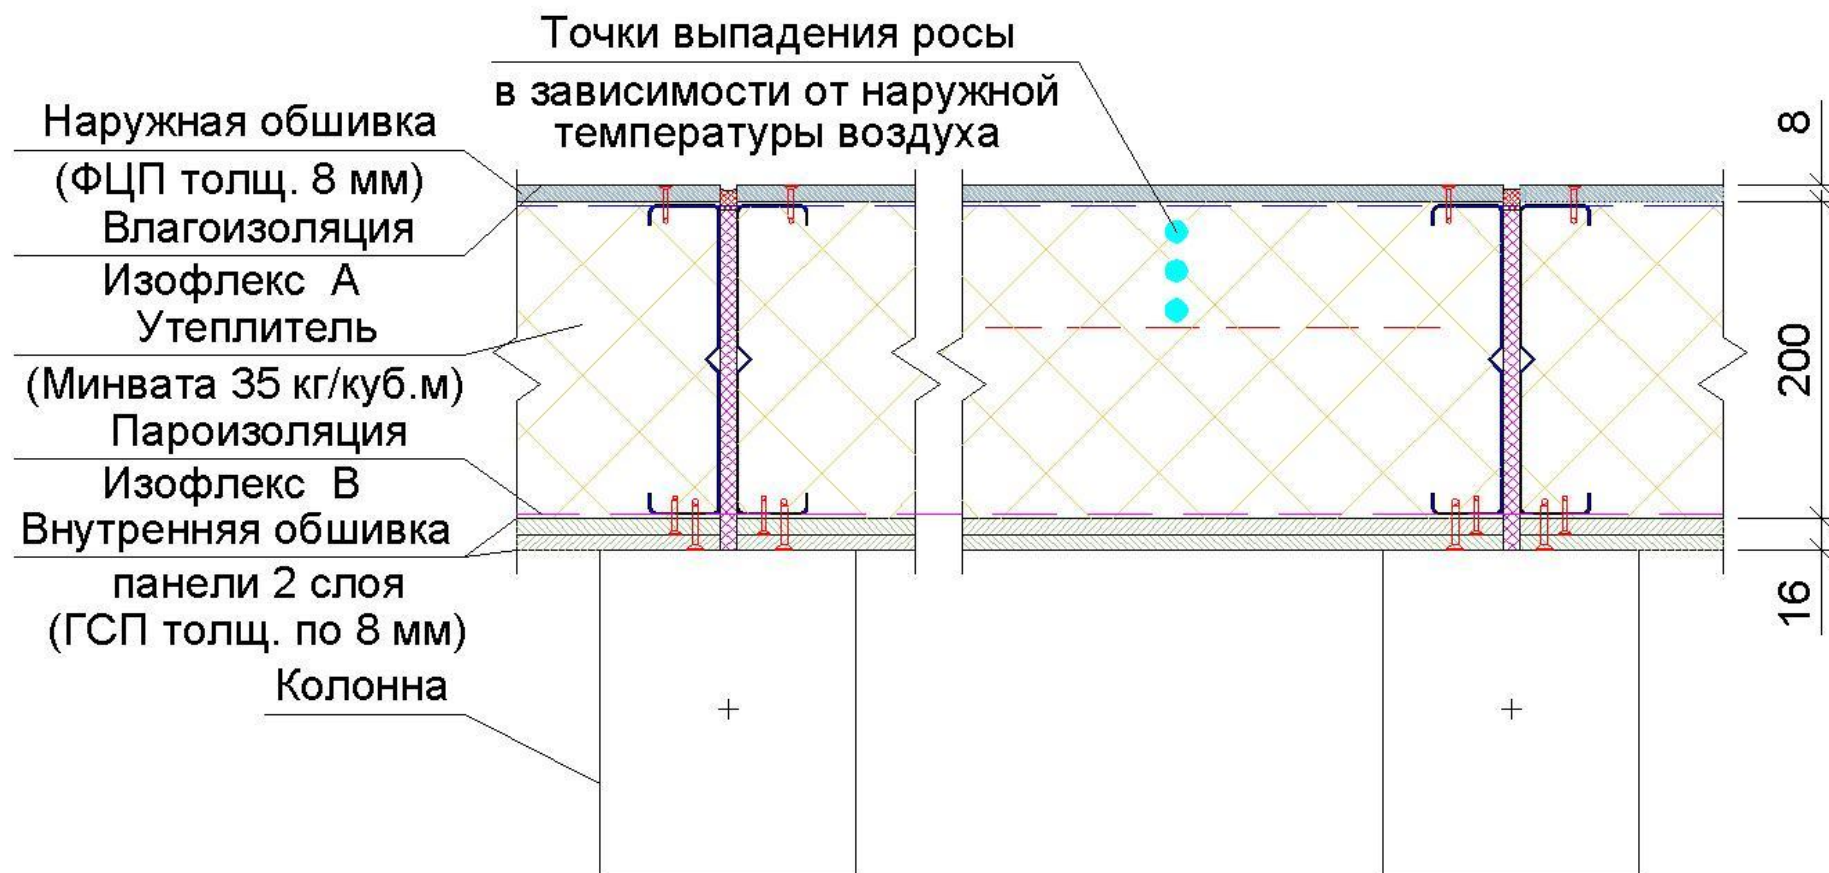 Точки выпадения росы
в зависимости от наружной
температуры воздуха
Наружная обшивка
(ФЦП толщ. 8 мм)
Влагоизоляция
Изофлекс А
Утеплитель
(Минвата 35 кг/куб.м)
Пароизоляция
Изофлекс В
Внутренняя обшивка
панели 2 слоя
(ГСП толщ. по 8 мм)
Колонна
8
200
16